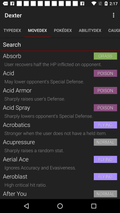 2:17
Dexter
TYPEDEX MOVEDEX POKÉDEX ABILITYDEX
Search
Absorb
User recovers half the HP inflicted on opponent.
Acid POISON
May lower opponent's Special Defense.
Acid Armor POISON
Sharply raises user's Defense.
Acid Spray POISON
Sharply lowers opponent's Special Defense.
Acrobatics FLYING
Stronger when the user does not have a held item.
Acupressure NORMAL
Sharply raises a random stat.
Aerial Ace FLYING
Ignores Accuracy and Evasiveness.
Aeroblast FLYING
High critical hit ratio.
After You NORMAL